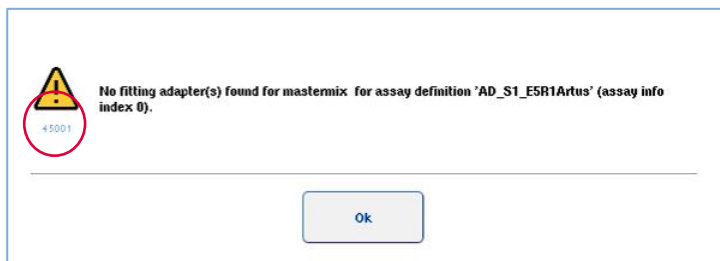 No fitting adapter(s) found for mastermix for assay definition 'AD_S1_E5R1Artus' (assay info
index 0).
45001
Ok